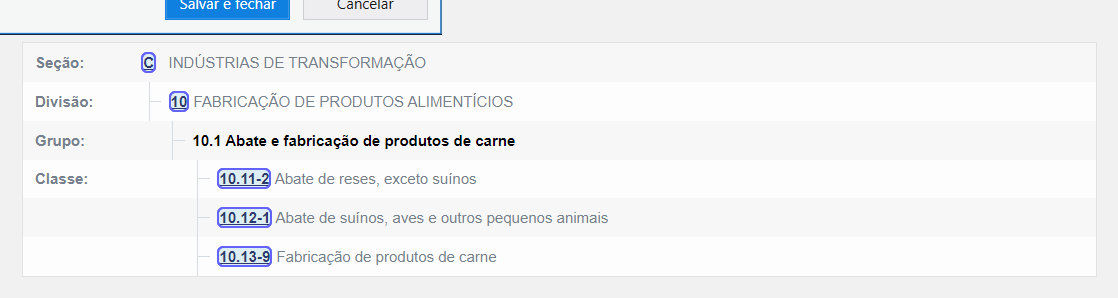 Salvar e fechar Cancelar
Seção: C INDÚSTRIAS DE TRANSFORMAÇÃO
Divisão: 10 FABRICAÇÃO DE PRODUTOS ALIMENTÍCIOS
Grupo: 10.1 Abate e fabricação de produtos de carne
Classe: 10.11-2 Abate de reses, exceto suínos
10.12-1 Abate de suínos, aves e outros pequenos animais
10.13-9 Fabricação de produtos de carne